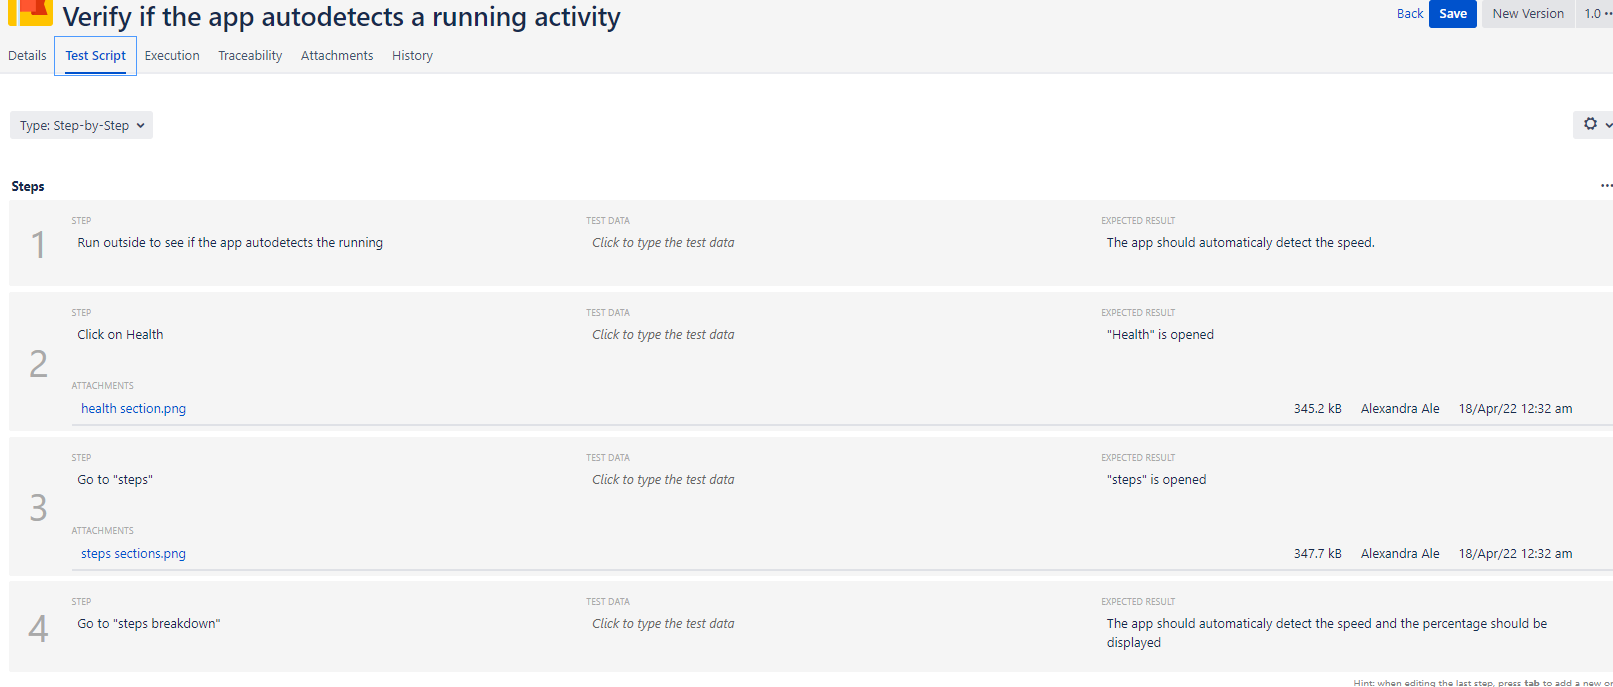 Verify if the app autodetects a running activity
Back Save New Version 1.0 ··
Details Test Script Execution Traceability Attachments History
Type: Step-by-Step
Steps
···
1
STEP TEST DATA EXPECTED RESULT
Run outside to see if the app autodetects the running Click to type the test data The app should automaticaly detect the speed.
2
STEP TEST DATA EXPECTED RESULT
Click on Health Click to type the test data "Health" is opened
ATTACHMENTS
health section.png 345.2 kB Alexandra Ale 18/Apr/22 12:32 am
3
STEP TEST DATA EXPECTED RESULT
Go to "steps" Click to type the test data "steps" is opened
ATTACHMENTS
steps sections.png 347.7 kB Alexandra Ale 18/Apr/22 12:32 am
4
STEP TEST DATA EXPECTED RESULT
Go to "steps breakdown" Click to type the test data The app should automaticaly detect the speed and the percentage should be
displayed
Hint: when editing the last step, press tab to add a new